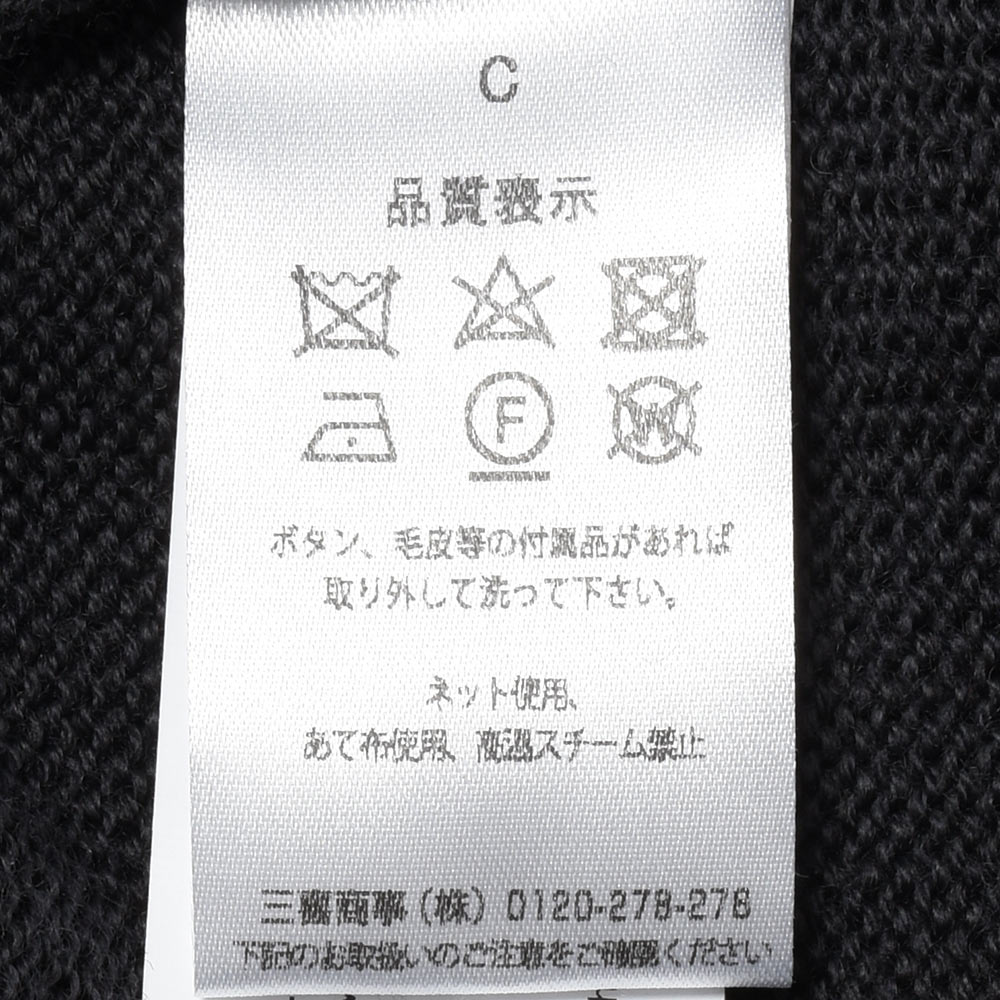 C
品質表示
F
W
ボタン、毛皮等の付属品があれば
取り外して洗って下さい。
ネット使用、
あて布使用、高温スチーム禁止
三喜商事（株）0120-278-278
下記のお取扱いのご注意をご確認ください